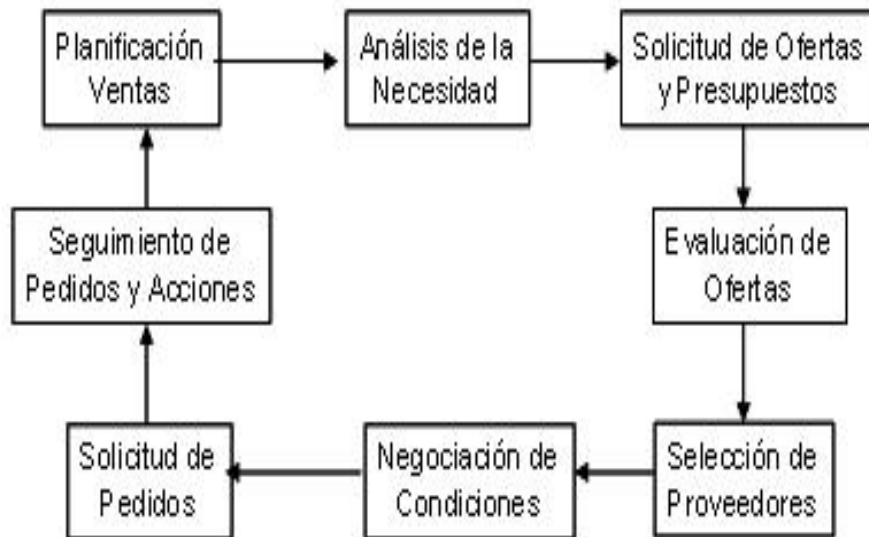 Planificación
Ventas
Análisis de la
Necesidad
Solicitud de Ofertas
y Presupuestos
Evaluación de
Ofertas
Selección de
Proveedores
Negociación de
Condiciones
Solicitud de
Pedidos
Seguimiento de
Pedidos y Acciones